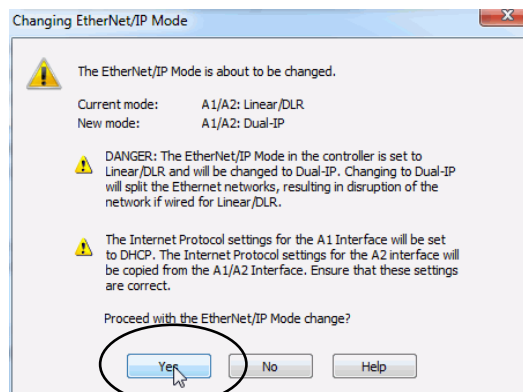 Changing EtherNet/IP Mode
The EtherNet/IP Mode is about to be changed.
Current mode: A1/A2: Linear/DLR
New mode: A1/A2: Dual-IP
DANGER: The EtherNet/IP Mode in the controller is set to
Linear/DLR and will be changed to Dual-IP. Changing to Dual-IP
will split the Ethernet networks, resulting in disruption of the
network if wired for Linear/DLR.
The Internet Protocol settings for the A1 Interface will be set
to DHCP. The Internet Protocol settings for the A2 interface will
be copied from the A1/A2 Interface. Ensure that these settings
are correct.
Proceed with the EtherNet/IP Mode change?
Yes No Help